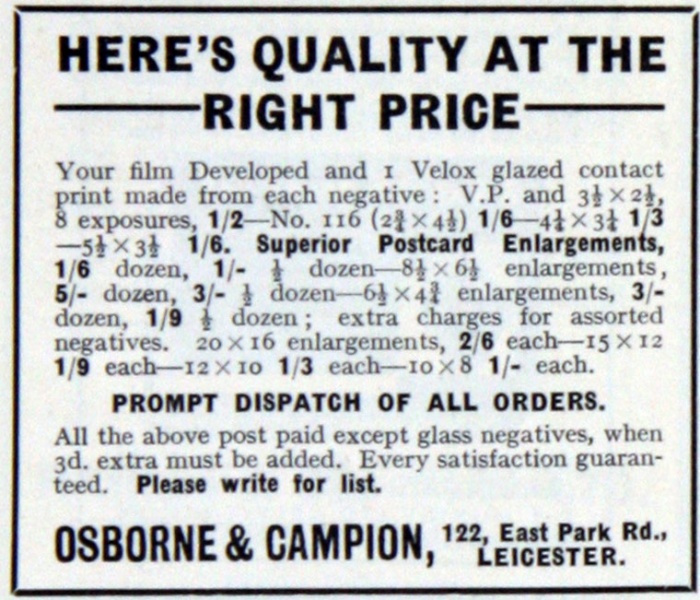 HERE'S QUALITY AT THE
RIGHT PRICE
Your film Developed and 1 Velox glazed contact
print made from each negative: V.P. and 3½×2½,
8 exposures, 1/2—No. 116 (2¾×4½) 1/6—4¼×3¼ 1/3
—5½×3½ 1/6. Superior Postcard Enlargements,
1/6 dozen, 1/- ½ dozen—8½×6½ enlargements,
5/- dozen, 3/- ½ dozen—6½×4¾ enlargements, 3/-
dozen, 1/9 ½ dozen; extra charges for assorted
negatives. 20×16 enlargements, 2/6 each—15×12
1/9 each—12×10 1/3 each—10×8 1/- each.
PROMPT DISPATCH OF ALL ORDERS.
All the above post paid except glass negatives, when
3d. extra must be added. Every satisfaction guaran-
teed. Please write for list.
OSBORNE & CAMPION, 122, East Park Rd.,
LEICESTER.